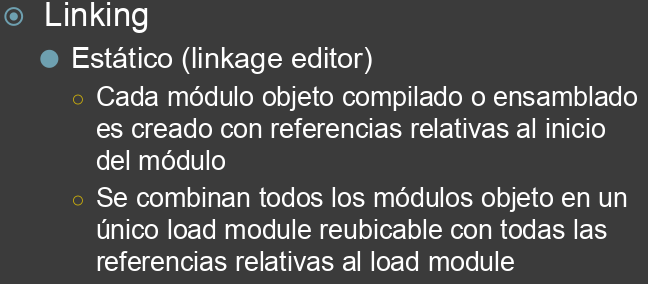 Linking
Estático (linkage editor)
Cada módulo objeto compilado o ensamblado
es creado con referencias relativas al inicio
del módulo
Se combinan todos los módulos objeto en un
único load module reubicable con todas las
referencias relativas al load module